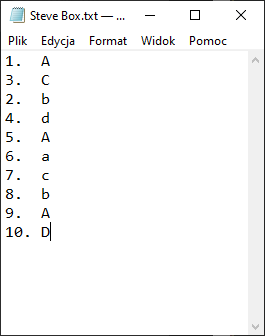 Steve Box.txt — ...
Plik Edycja Format Widok Pomoc
1. A
3. C
2. b
4. d
5. A
6. a
7. c
8. b
9. A
10. D